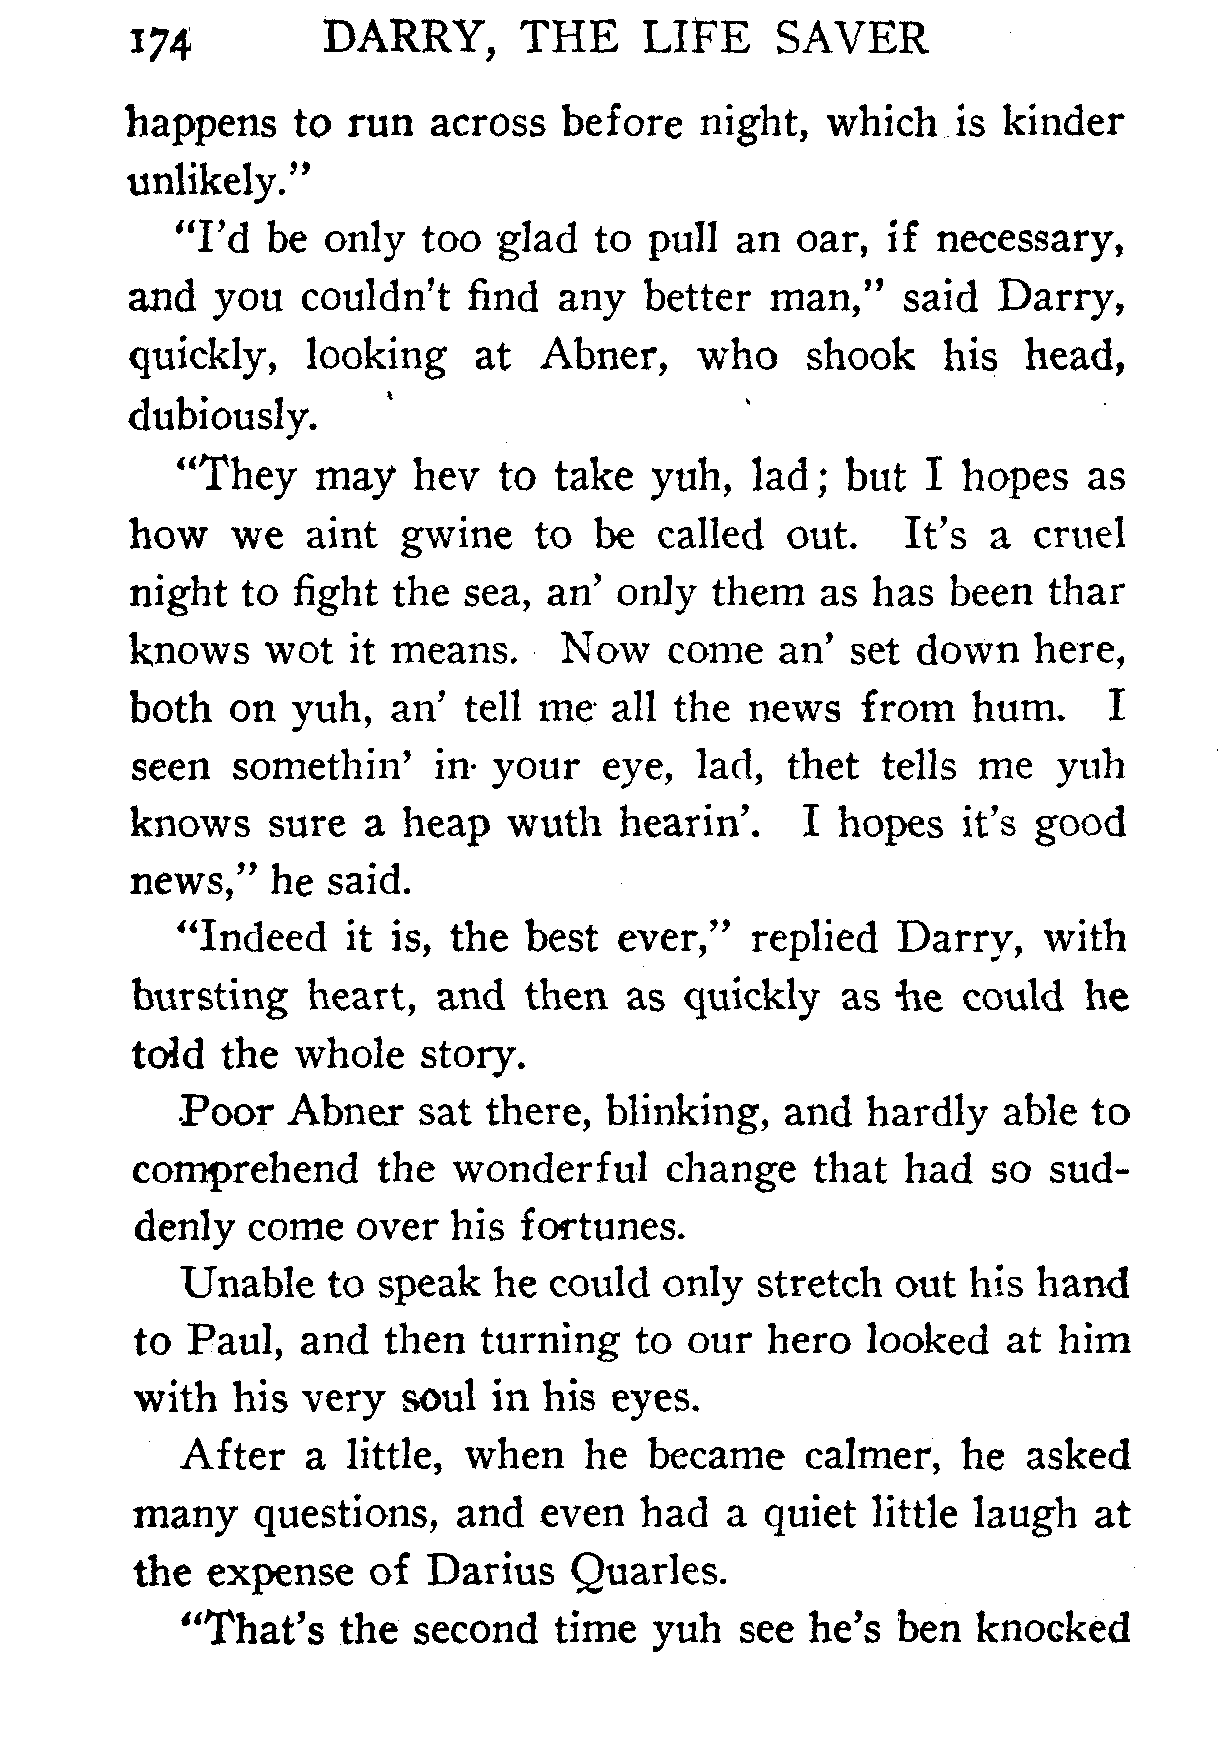 174 DARRY, THE LIFE SAVER
happens to run across before night, which is kinder
unlikely."
"I'd be only too glad to pull an oar, if necessary,
and you couldn't find any better man," said Darry,
quickly, looking at Abner, who shook his head,
dubiously.
"They may hev to take yuh, lad; but I hopes as
how we aint gwine to be called out. It's a cruel
night to fight the sea, an' only them as has been thar
knows wot it means. Now come an' set down here,
both on yuh, an' tell me all the news from hum. I
seen somethin' in your eye, lad, thet tells me yuh
knows sure a heap wuth hearin'. I hopes it's good
news," he said.
"Indeed it is, the best ever," replied Darry, with
bursting heart, and then as quickly as he could he
told the whole story.
Poor Abner sat there, blinking, and hardly able to
comprehend the wonderful change that had so sud-
denly come over his fortunes.
Unable to speak he could only stretch out his hand
to Paul, and then turning to our hero looked at him
with his very soul in his eyes.
After a little, when he became calmer, he asked
many questions, and even had a quiet little laugh at
the expense of Darius Quarles.
"That's the second time yuh see he's ben knocked